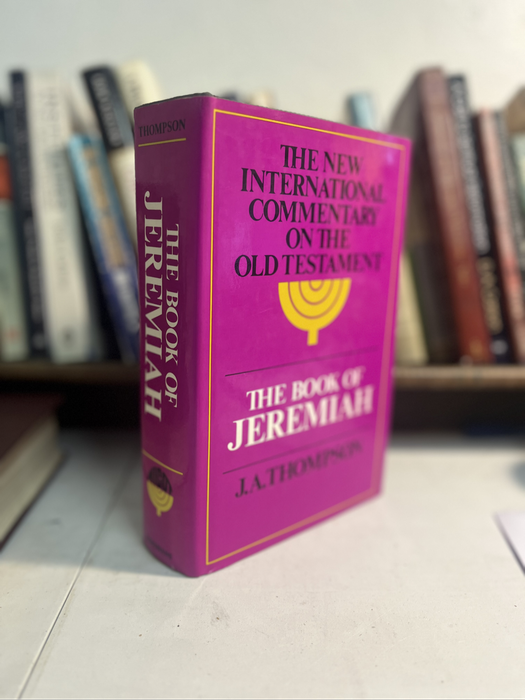 THOMPSON
THE BOOK OF
JEREMIAH
THE NEW
INTERNATIONAL
COMMENTARY
ON THE
OLD TESTAMENT
THE BOOK OF
JEREMIAH
J.A.THOMPSON